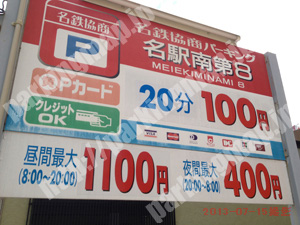 名鉄協商
P
名鉄協商パーキング
名駅南第8
MEIEKIMINAMI 8
QPカード
クレジット
OK
20分 100円
昼間最大
(8:00~20:00)
1100円
夜間最大
(20:00~8:00)
400円